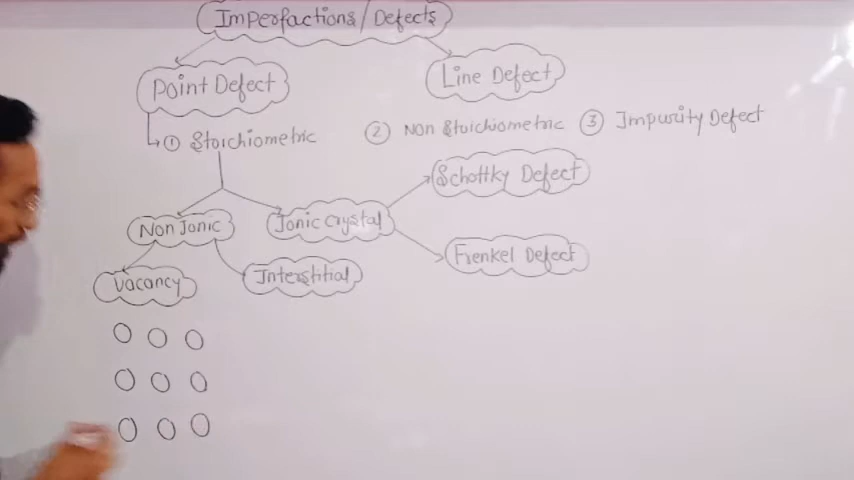 Imperfactions/Defects
Point Defect
Line Defect
① Stoichiometric
② Non Stoichiometric
③ Impurity Defect
Schottky Defect
Non Ionic
Ionic Crystal
Frenkel Defect
Vacancy
Interstitial